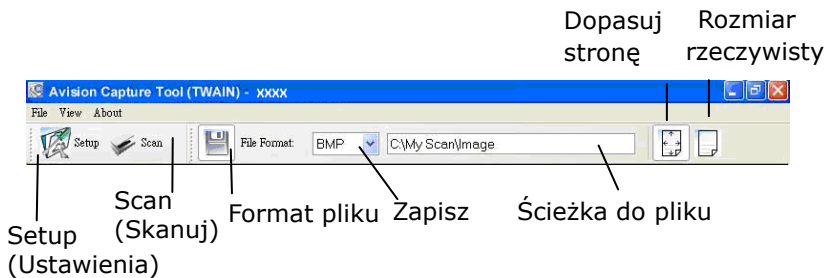 Dopasuj
stronę
Rozmiar
rzeczywisty
Avision Capture Tool (TWAIN) - xxxx
File View About
Setup Scan File Format: BMP C:\My Scan\Image
Scan
(Skanuj)
Format pliku
Zapisz
Ścieżka do pliku
Setup
(Ustawienia)